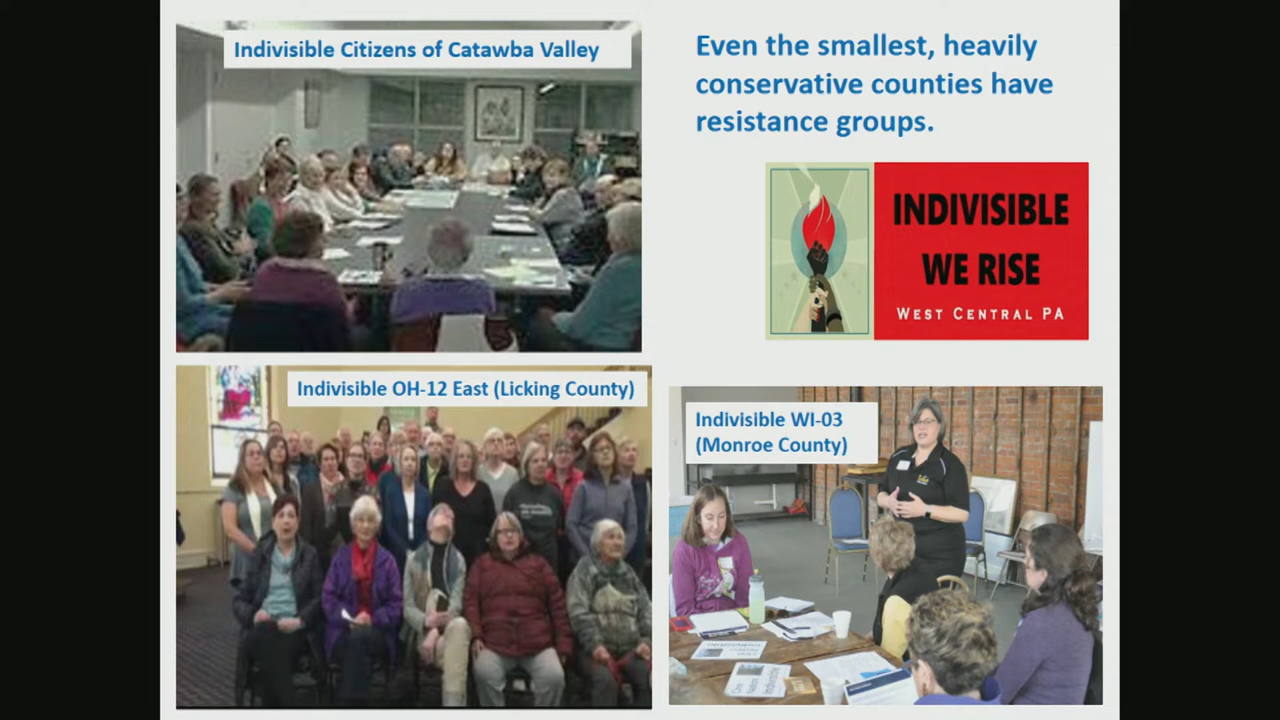 Indivisible Citizens of Catawba Valley
Even the smallest, heavily
conservative counties have
resistance groups.
INDIVISIBLE
WE RISE
WEST CENTRAL PA
Indivisible OH-12 East (Licking County)
Indivisible WI-03
(Monroe County)